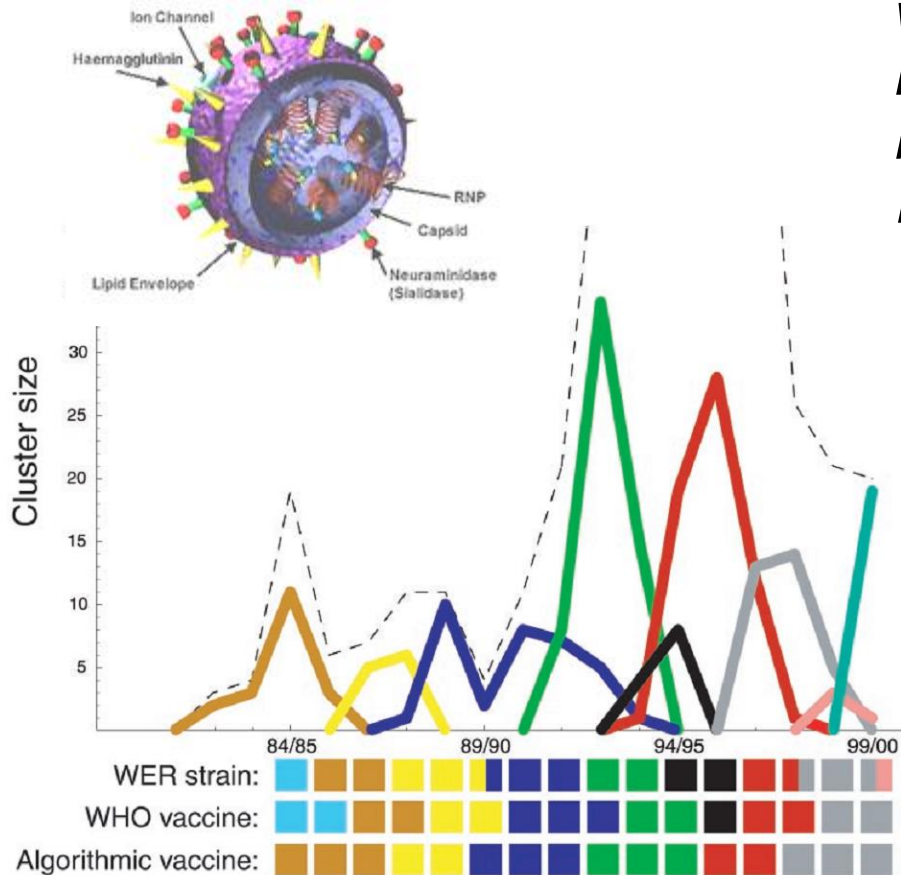 Ion Channel
Haemagglutinin
RNP
Capsid
Neuraminidase
(Sialidase)
Lipid Envelope
Cluster size
30
25
20
15
10
5
84/85 89/90 94/95 99/00
WER strain:
WHO vaccine:
Algorithmic vaccine: